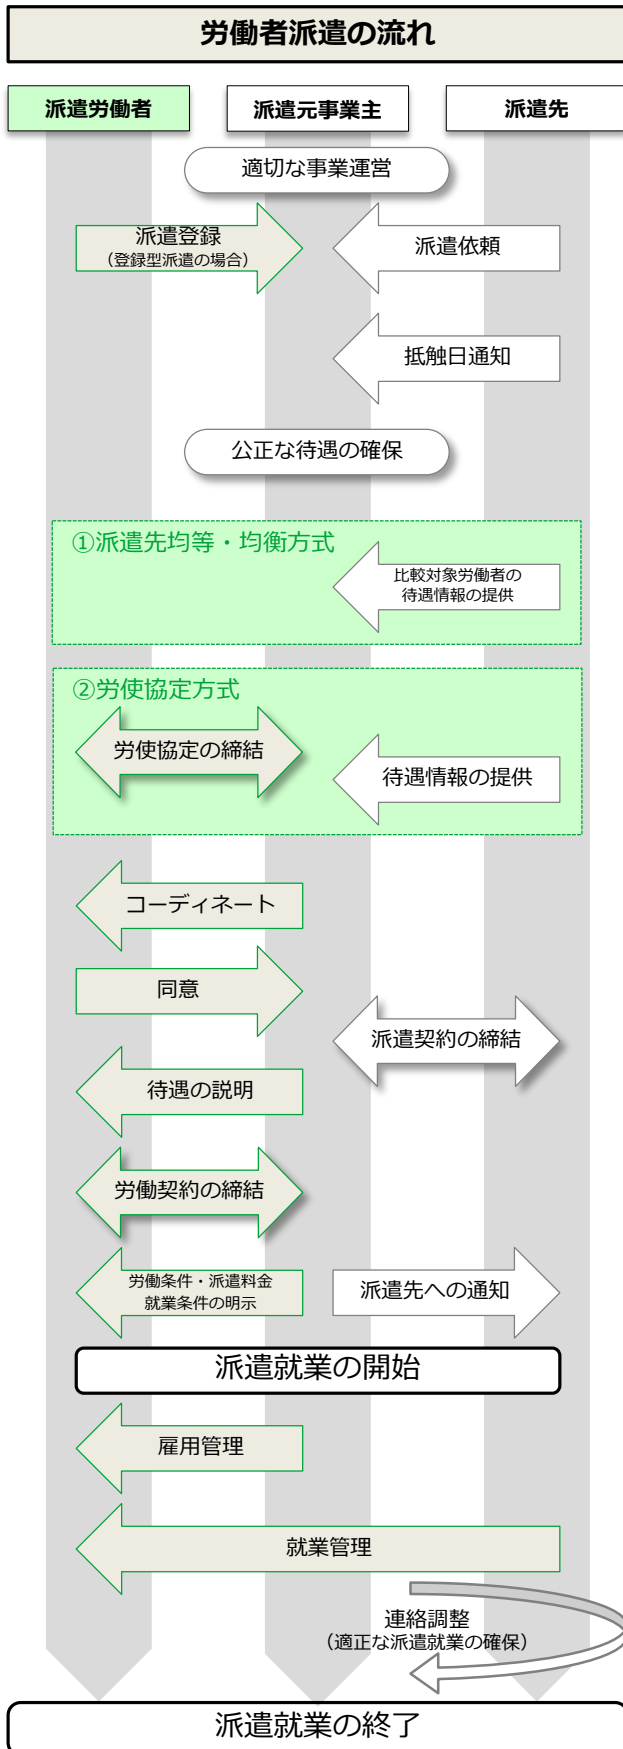 労働者派遣の流れ
派遣労働者
派遣元事業主
派遣先
適切な事業運営
派遣登録
（登録型派遣の場合）
派遣依頼
抵触日通知
公正な待遇の確保
①派遣先均等・均衡方式
比較対象労働者の
待遇情報の提供
②労使協定方式
労使協定の締結
待遇情報の提供
コーディネート
同意
派遣契約の締結
待遇の説明
労働契約の締結
労働条件・派遣料金
就業条件の明示
派遣先への通知
派遣就業の開始
雇用管理
就業管理
連絡調整
（適正な派遣就業の確保）
派遣就業の終了